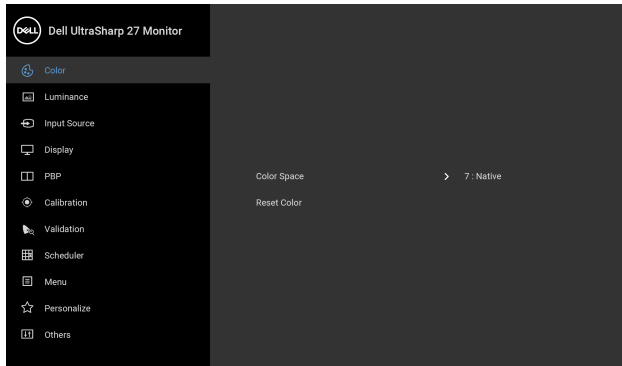 DELL Dell UltraSharp 27 Monitor
Color
Luminance
Input Source
Display
PBP
Color Space 7 : Native
Calibration
Reset Color
Validation
Scheduler
Menu
Personalize
Others